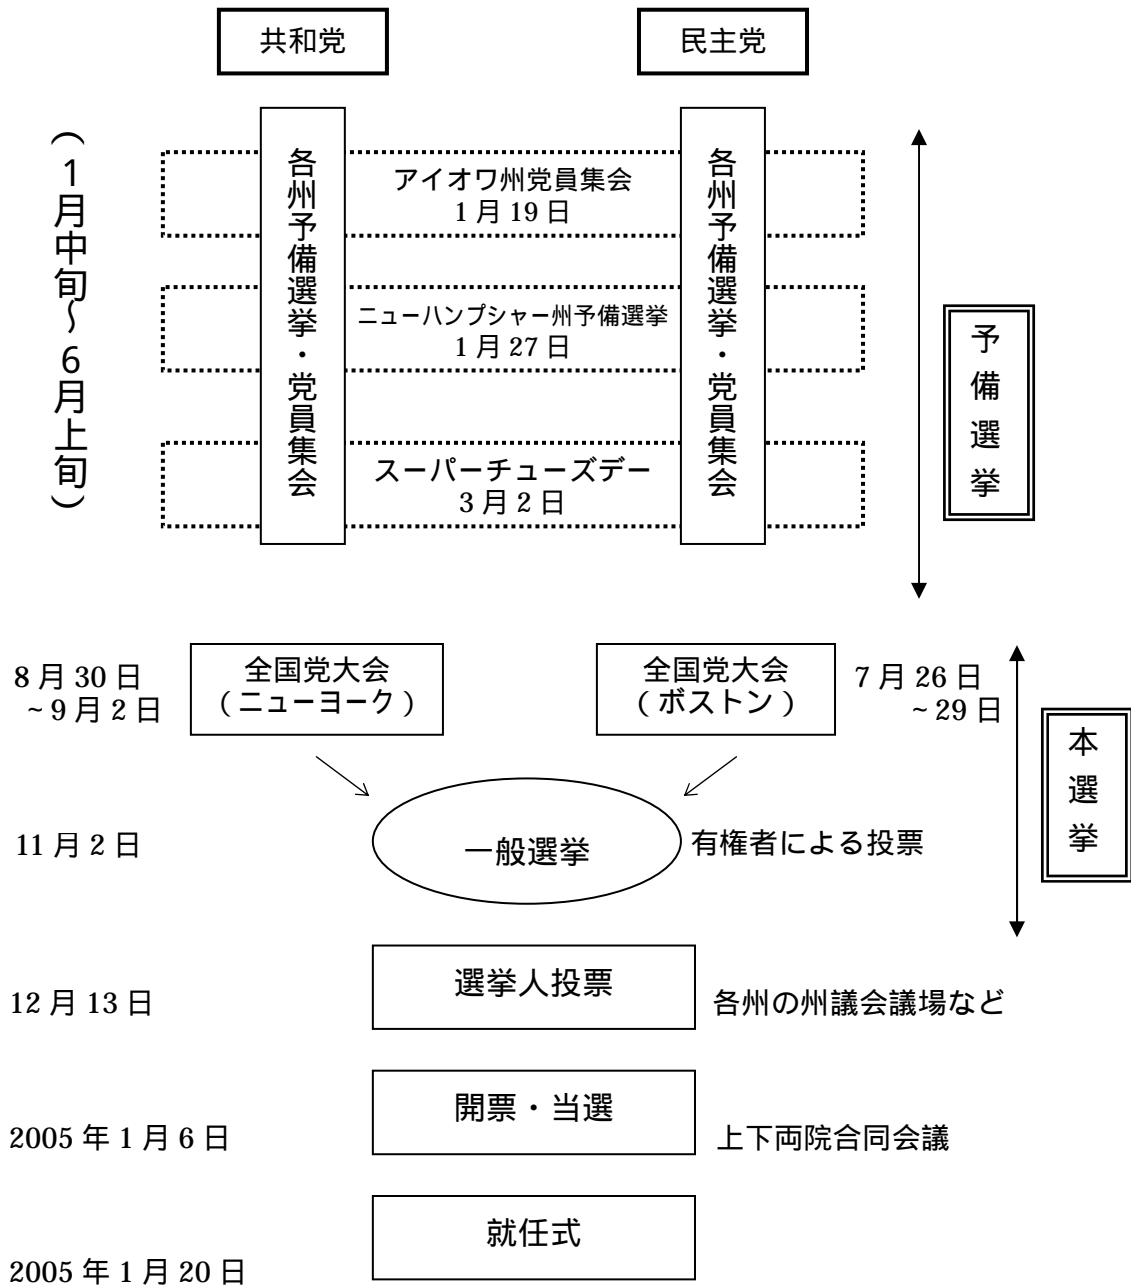 共和党
民主党
(1月中旬~6月上旬)
各州予備選挙・党員集会
アイオワ州党員集会
1月19日
ニューハンプシャー州予備選挙
1月27日
スーパーチューズデー
3月2日
各州予備選挙・党員集会
予備選挙
8月30日
~9月2日
全国党大会
(ニューヨーク)
全国党大会
(ボストン)
7月26日
~29日
本選挙
11月2日
一般選挙
有権者による投票
12月13日
選挙人投票
各州の州議会議場など
2005年1月6日
開票・当選
上下両院合同会議
2005年1月20日
就任式